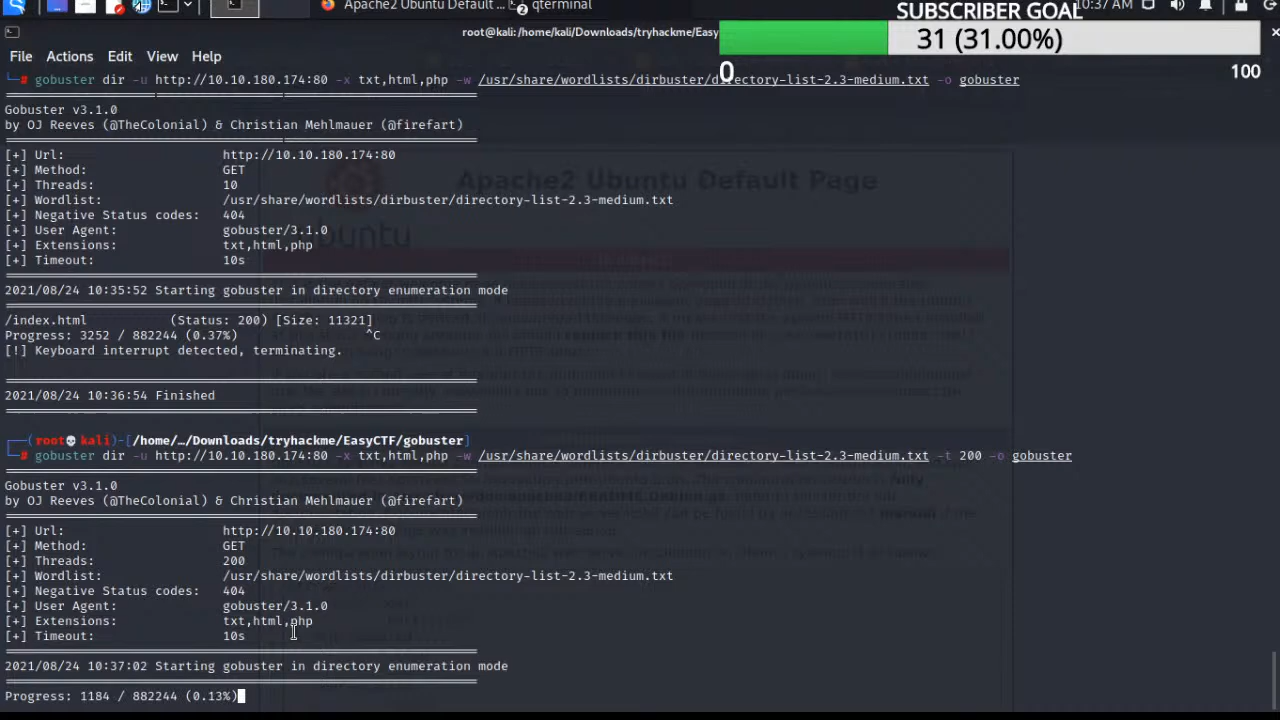 Apache2 Ubuntu Default ...
qterminal
2
SUBSCRIBER GOAL
10:37 AM
root@kali: /home/kali/Downloads/tryhackme/Easy
31 (31.00%)
0
100
File Actions Edit View Help
└─# gobuster dir -u http://10.10.180.174:80 -x txt,html,php -w /usr/share/wordlists/dirbuster/directory-list-2.3-medium.txt -o gobuster
Gobuster v3.1.0
by OJ Reeves (@TheColonial) & Christian Mehlmauer (@firefart)
[+] Url: http://10.10.180.174:80
[+] Method: GET
[+] Threads: 10
[+] Wordlist: /usr/share/wordlists/dirbuster/directory-list-2.3-medium.txt
[+] Negative Status codes: 404
[+] User Agent: gobuster/3.1.0
[+] Extensions: txt,html,php
[+] Timeout: 10s
2021/08/24 10:35:52 Starting gobuster in directory enumeration mode
/index.html (Status: 200) [Size: 11321]
Progress: 3252 / 882244 (0.37%) ^C
[!] Keyboard interrupt detected, terminating.
2021/08/24 10:36:54 Finished
┌──(root💀kali)-[/home/…/Downloads/tryhackme/EasyCTF/gobuster]
└─# gobuster dir -u http://10.10.180.174:80 -x txt,html,php -w /usr/share/wordlists/dirbuster/directory-list-2.3-medium.txt -t 200 -o gobuster
Gobuster v3.1.0
by OJ Reeves (@TheColonial) & Christian Mehlmauer (@firefart)
[+] Url: http://10.10.180.174:80
[+] Method: GET
[+] Threads: 200
[+] Wordlist: /usr/share/wordlists/dirbuster/directory-list-2.3-medium.txt
[+] Negative Status codes: 404
[+] User Agent: gobuster/3.1.0
[+] Extensions: txt,html,php
[+] Timeout: 10s
2021/08/24 10:37:02 Starting gobuster in directory enumeration mode
Progress: 1184 / 882244 (0.13%)
Apache2 Ubuntu Default Page